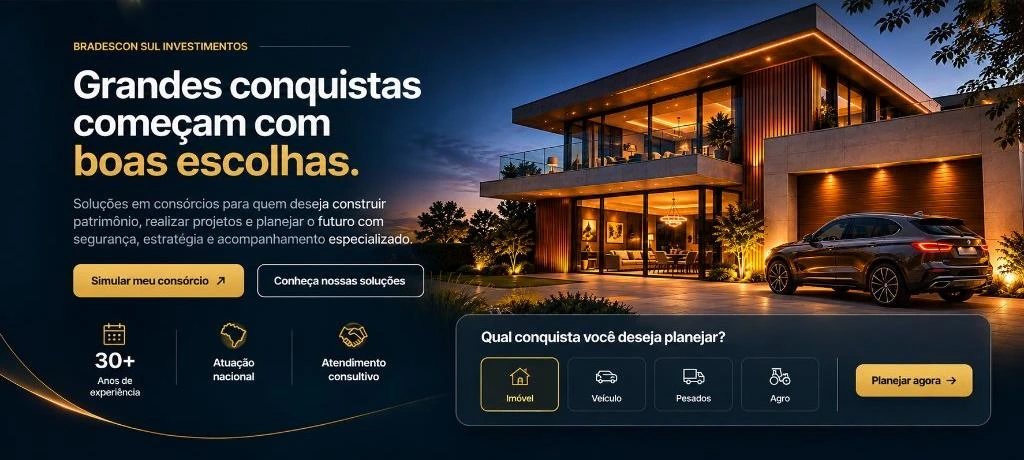 BRADESCON SUL INVESTIMENTOS
Grandes conquistas
começam com
boas escolhas.
Soluções em consórcios para quem deseja construir
patrimônio, realizar projetos e planejar o futuro com
segurança, estratégia e acompanhamento especializado.
Simular meu consórcio
Conheça nossas soluções
30+
Anos de
experiência
Atuação
nacional
Atendimento
consultivo
Qual conquista você deseja planejar?
Imóvel
Veículo
Pesados
Agro
Planejar agora